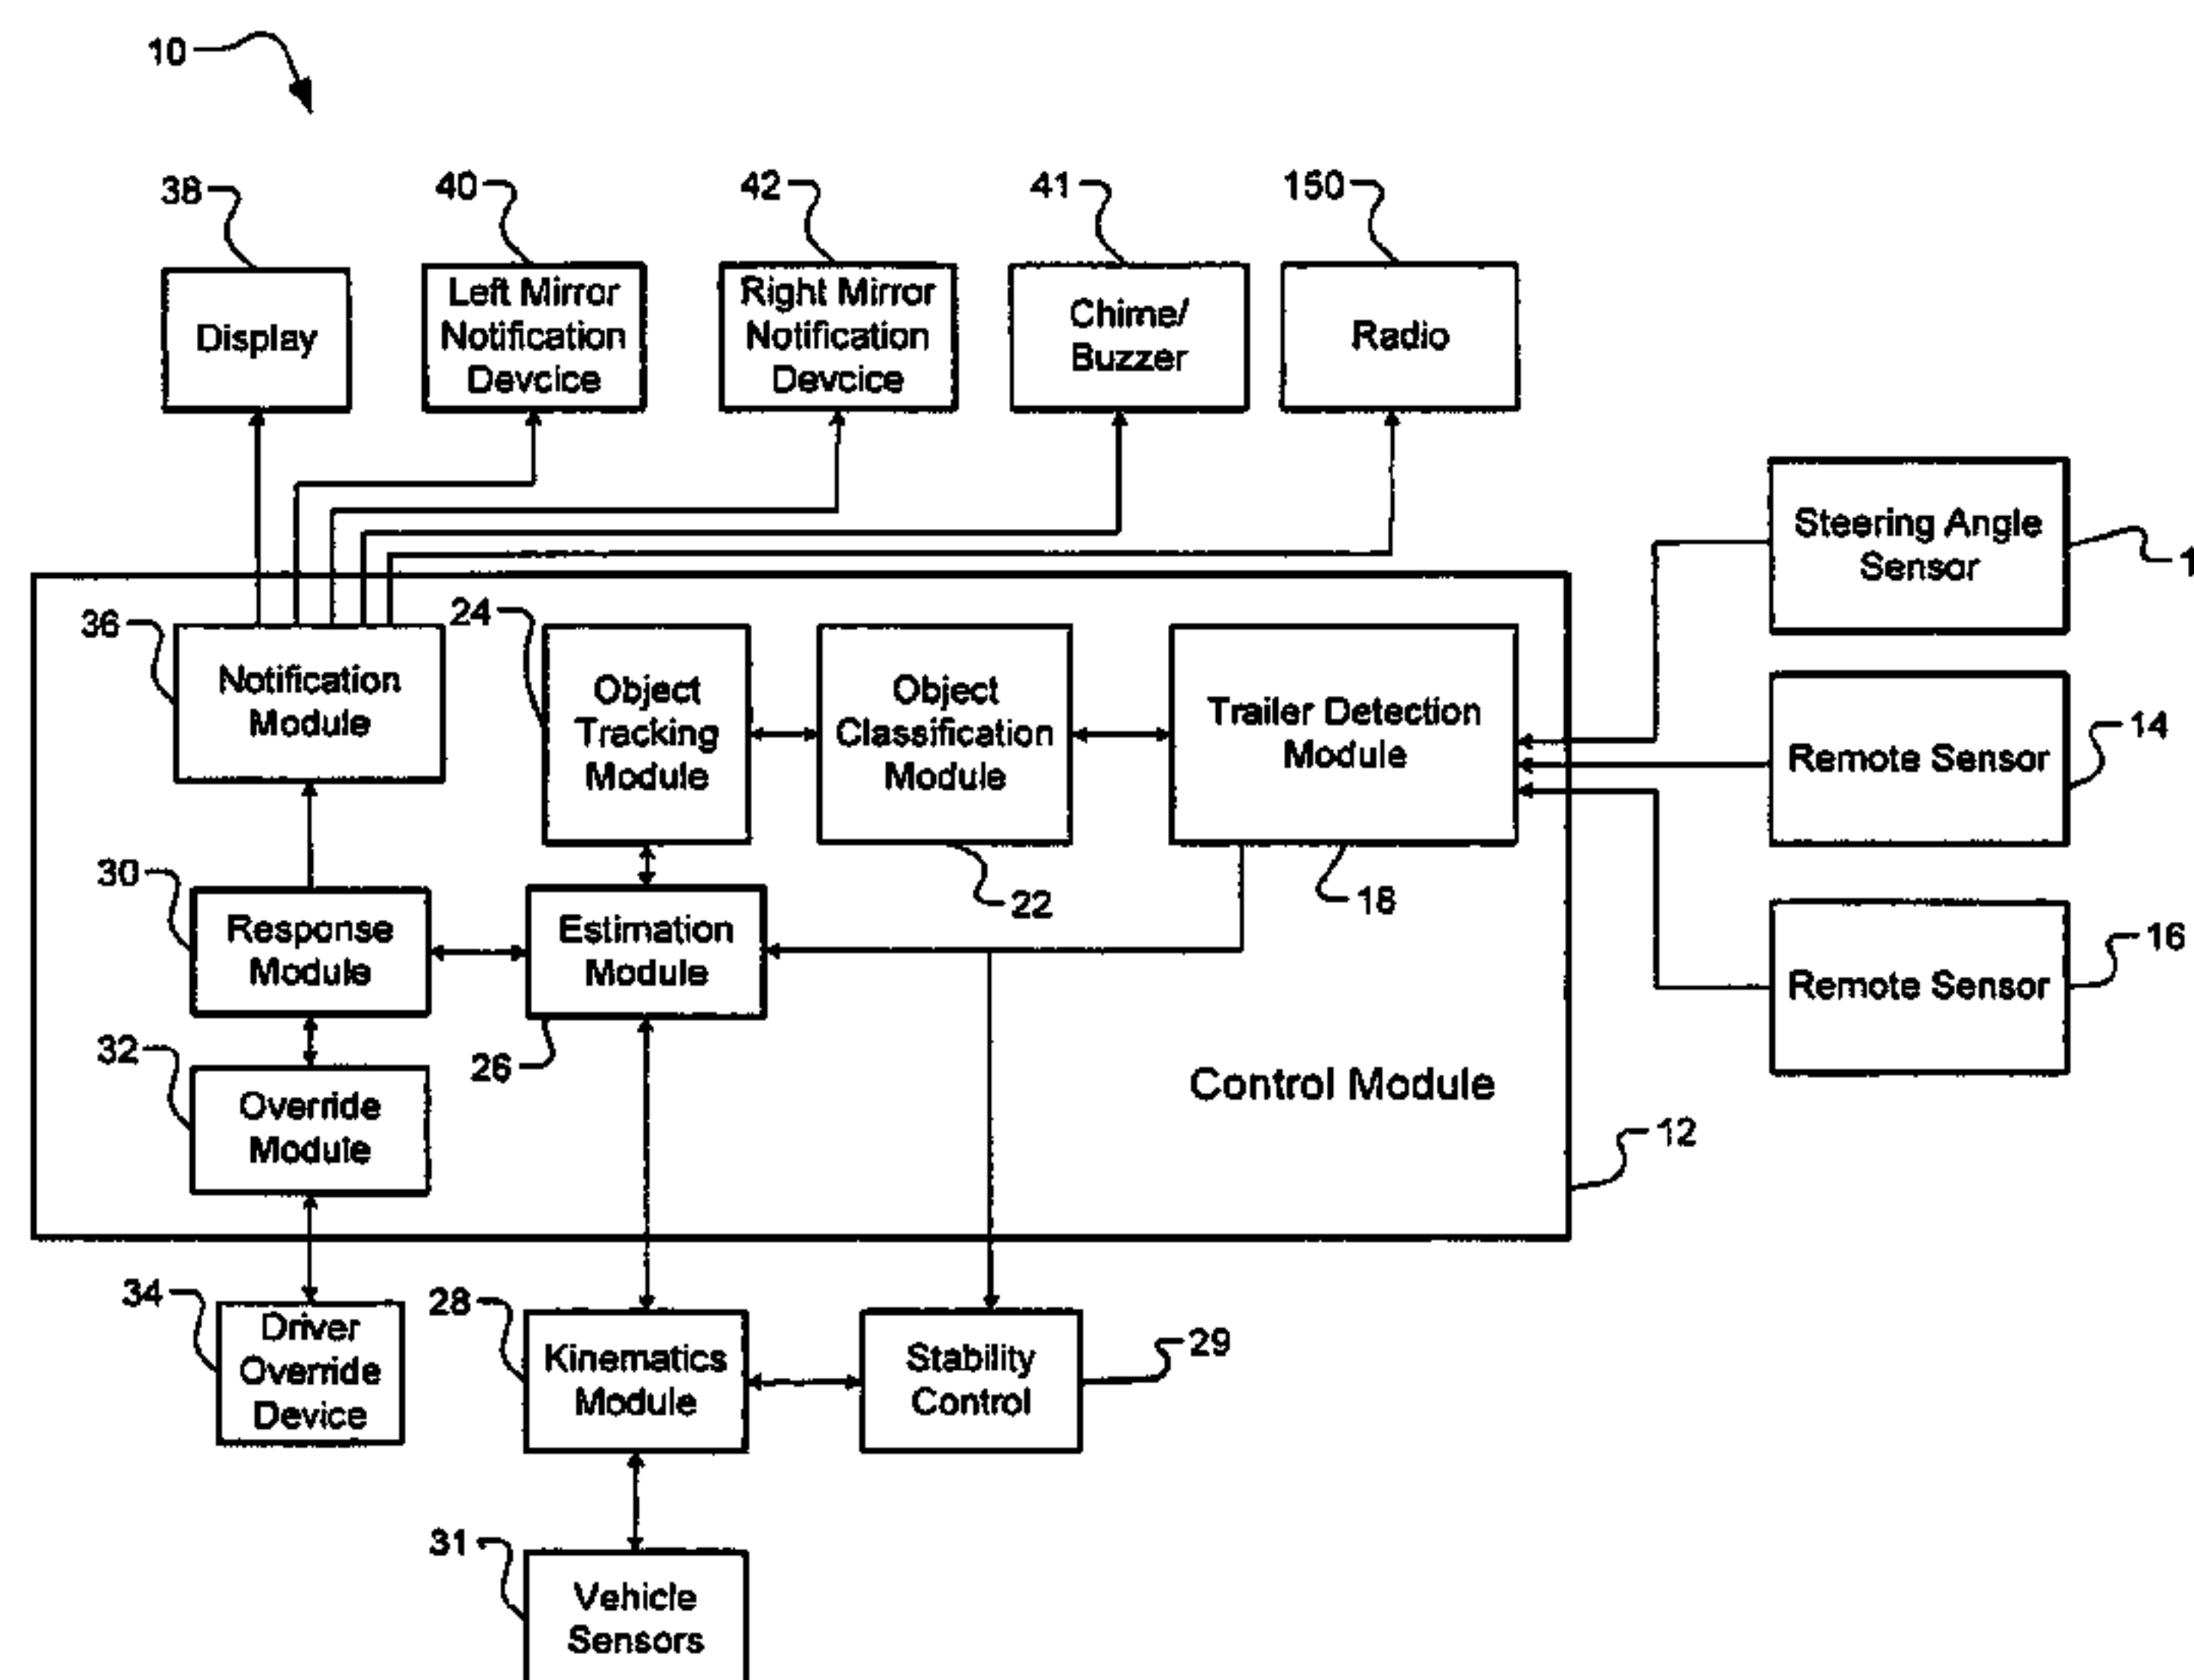 10
38
40
42
41
150
Display
Left Mirror
Notification
Devcice
Right Mirror
Notification
Devcice
Chime/
Buzzer
Radio
Steering Angle
Sensor
1
36
Notification
Module
24
Object
Tracking
Module
Object
Classification
Module
Trailer Detection
Module
Remote Sensor
14
30
Response
Module
Estimation
Module
22
18
Remote Sensor
16
32
Override
Module
26
Control Module
12
34
Driver
Override
Device
28
Kinematics
Module
Stability
Control
29
31
Vehicle
Sensors